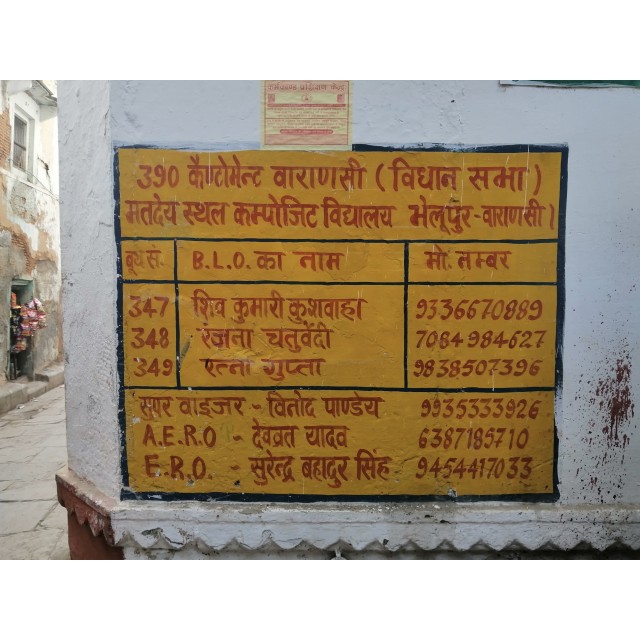 390 कैण्टोमेन्ट वाराणसी (विधान सभा)
मतदेय स्थल कम्पोजिट विद्यालय भेलूपुर-वाराणसी।
बूथ सं. B.L.O. का नाम मो. नम्बर
347 शिव कुमारी कुशवाहा 9336670889
348 रंजना चतुर्वेदी 7084984627
349 रत्ना गुप्ता 9838507396
सुपर वाइजर - विनोद पाण्डेय 9935333926
A.E.R.O - देवव्रत यादव 6387185710
E.R.O. - सुरेन्द्र बहादुर सिंह 9454417033